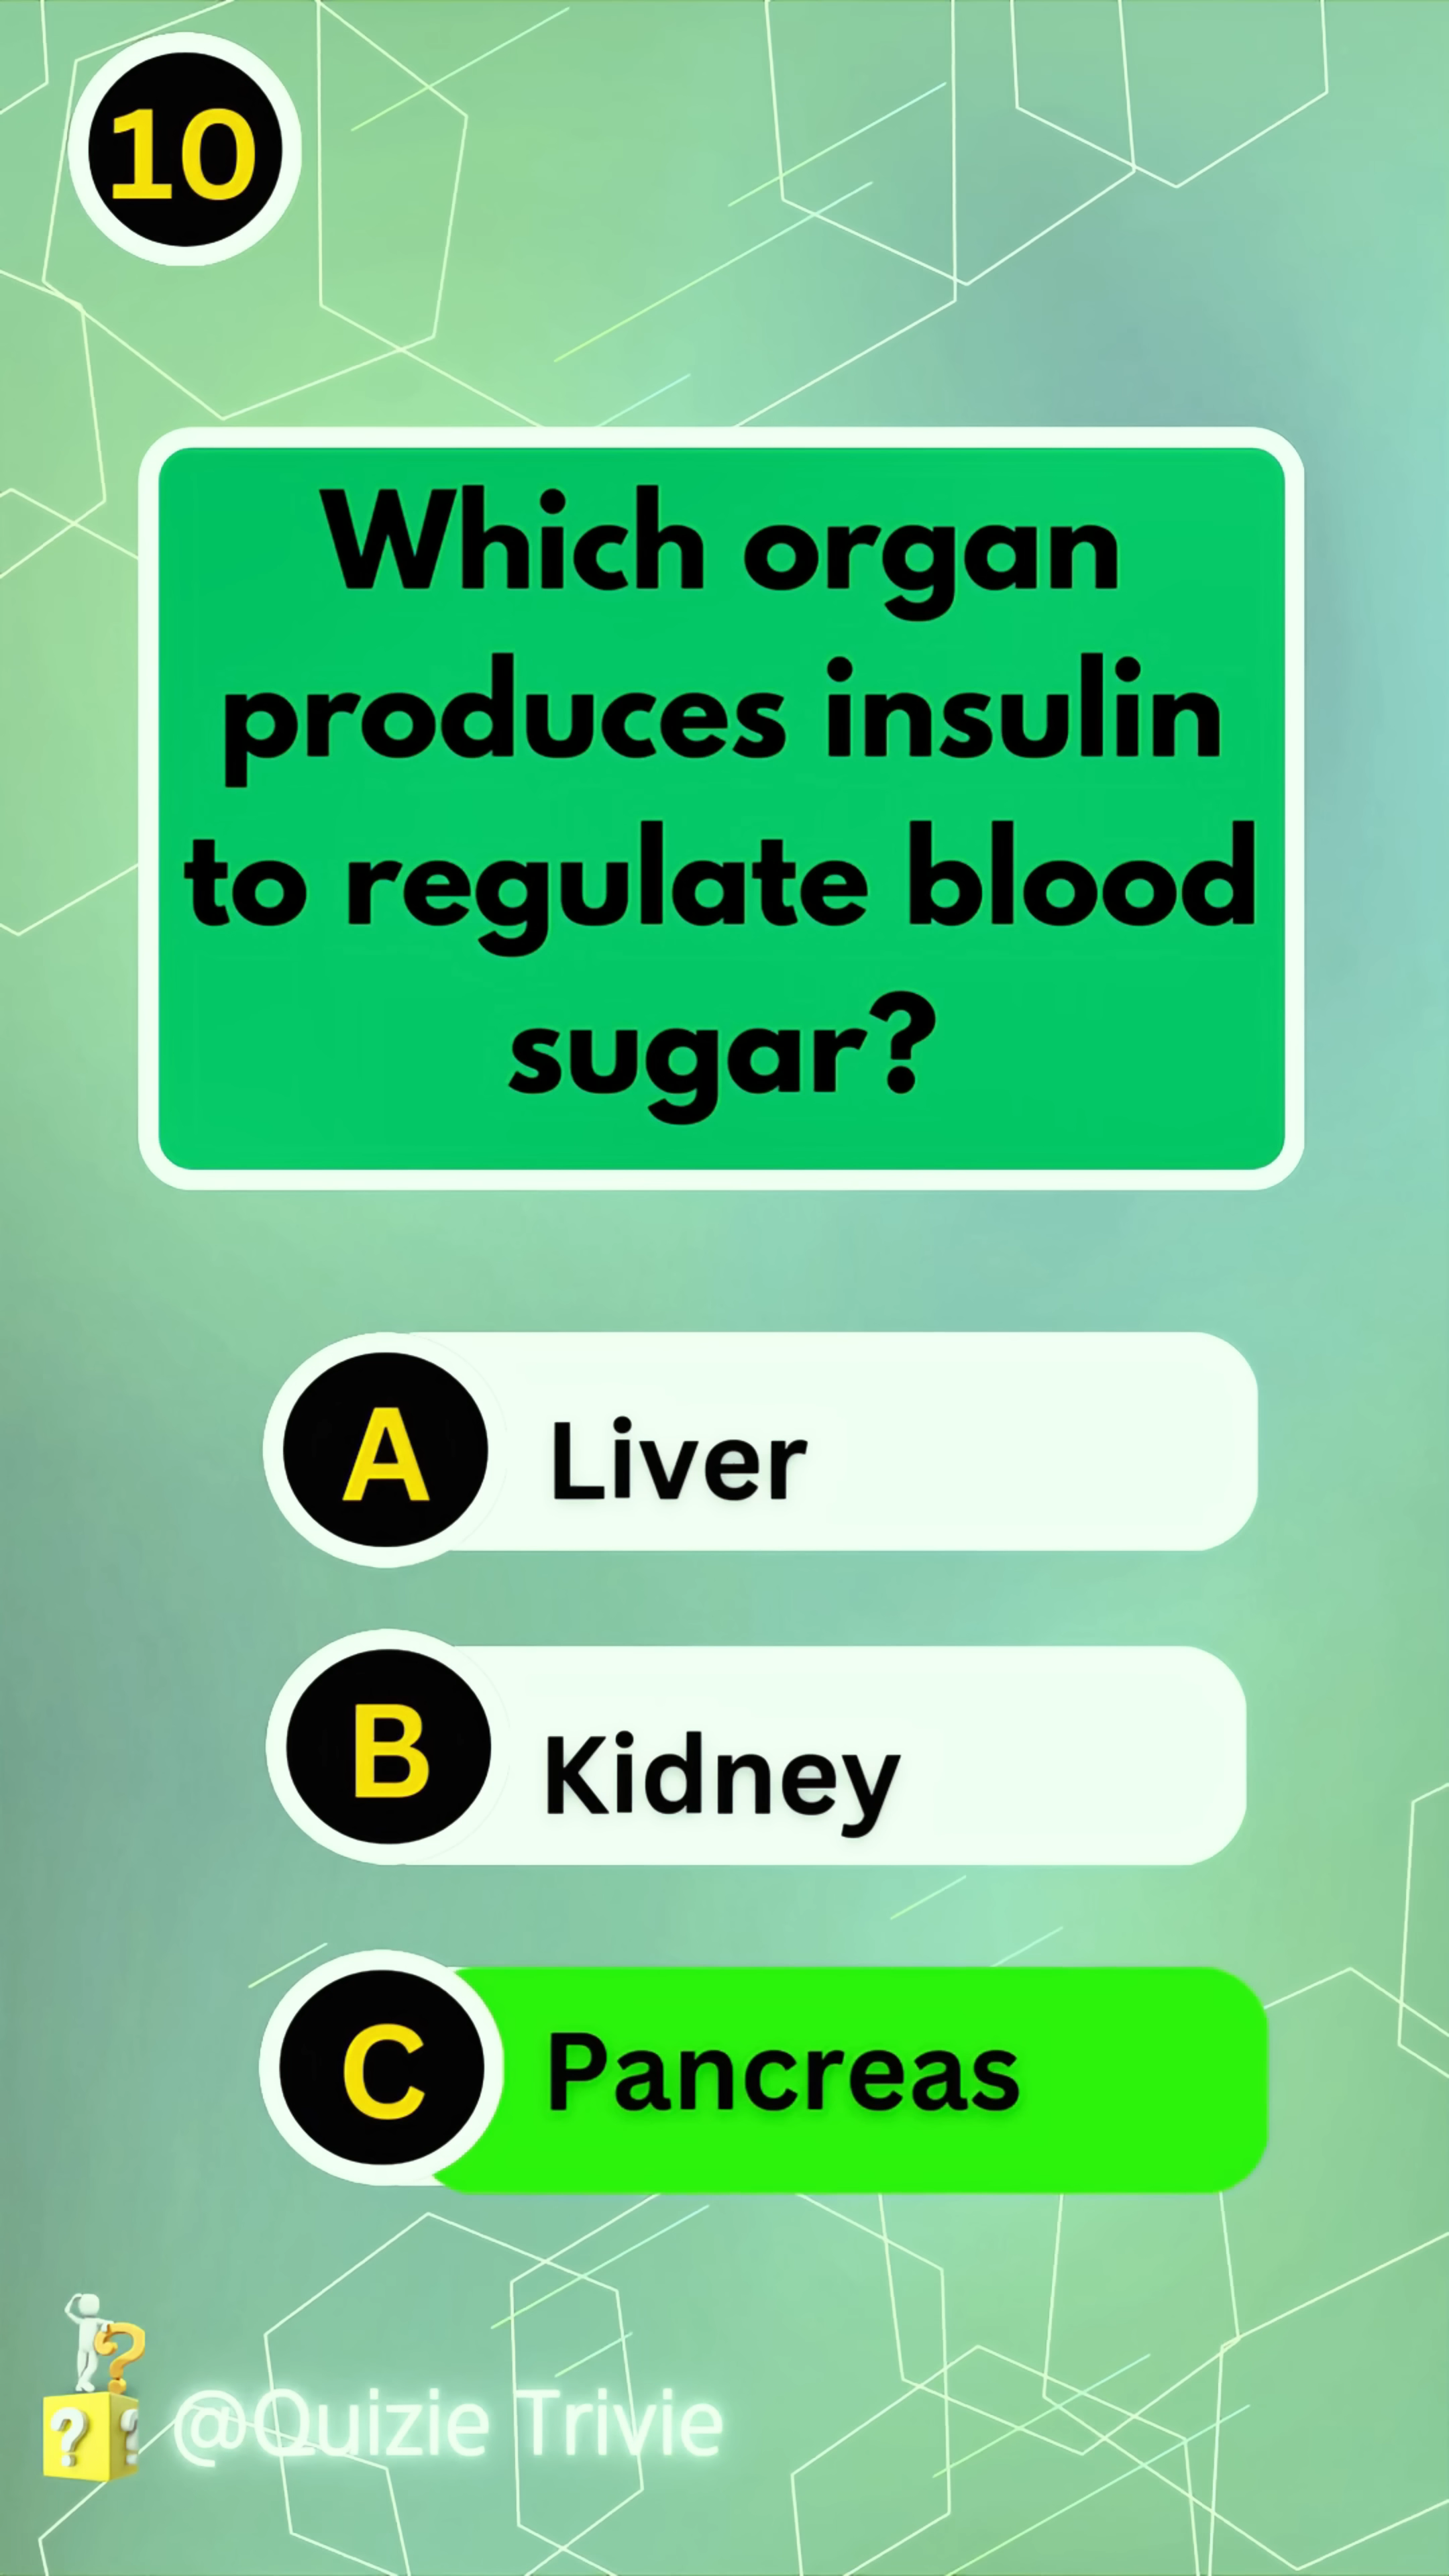 10
Which organ
produces insulin
to regulate blood
sugar?
A Liver
B Kidney
C Pancreas
? ? ?
@Quizie Trivie